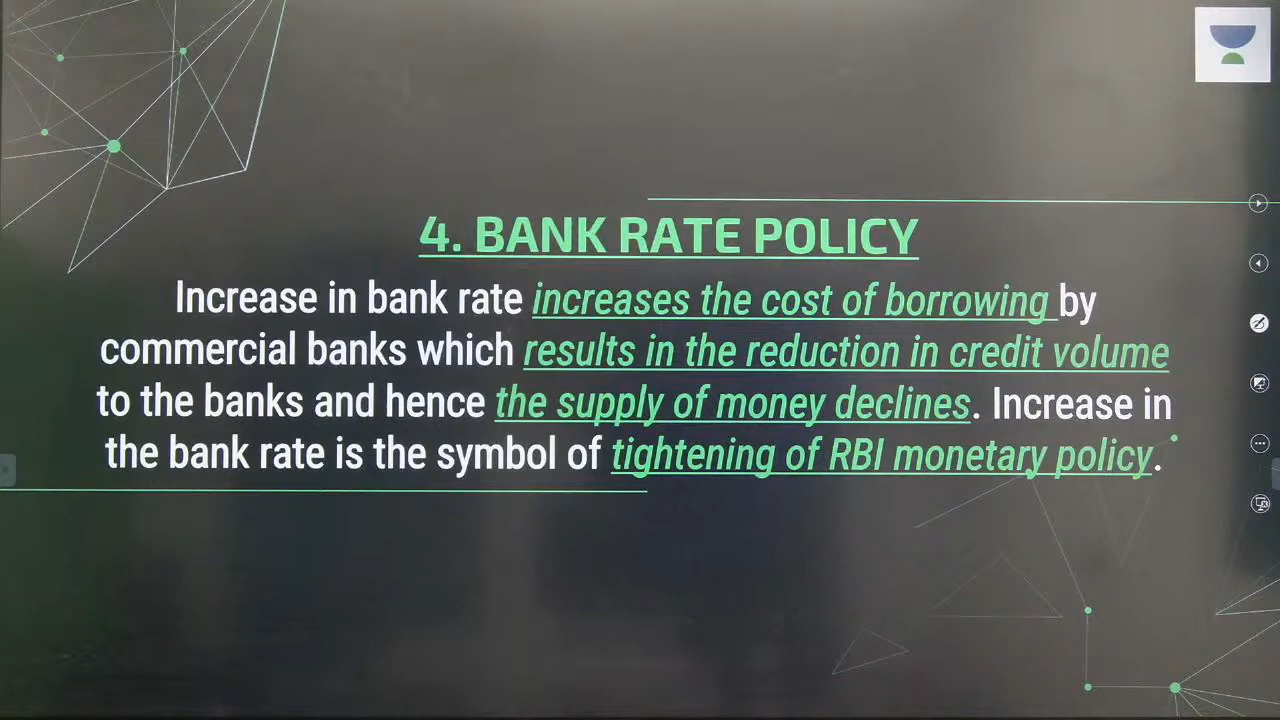 4. BANK RATE POLICY
Increase in bank rate increases the cost of borrowing by
commercial banks which results in the reduction in credit volume
to the banks and hence the supply of money declines. Increase in
the bank rate is the symbol of tightening of RBI monetary policy.